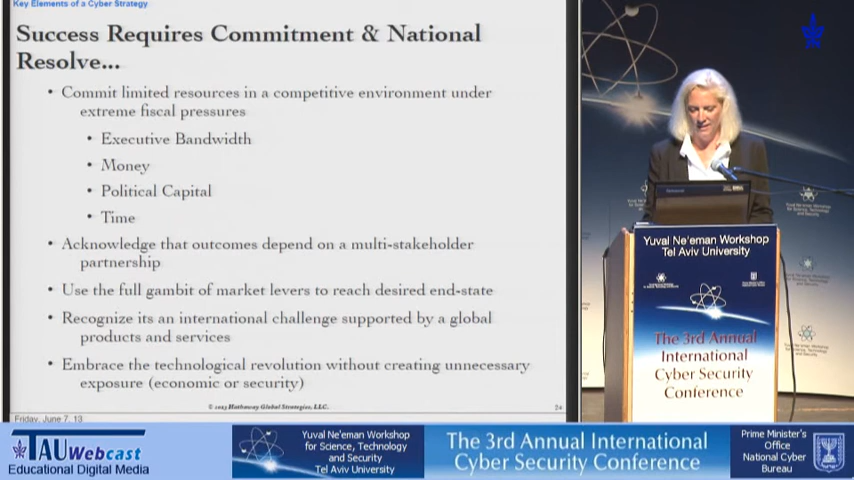 Key Elements of a Cyber Strategy
Success Requires Commitment & National
Resolve...
• Commit limited resources in a competitive environment under
extreme fiscal pressures
• Executive Bandwidth
• Money
• Political Capital
• Time
• Acknowledge that outcomes depend on a multi-stakeholder
partnership
• Use the full gambit of market levers to reach desired end-state
• Recognize its an international challenge supported by a global
products and services
• Embrace the technological revolution without creating unnecessary
exposure (economic or security)
© 2013 Hathaway Global Strategies, LLC.
24
Friday, June 7, 13
Yuval Ne'eman Workshop
Tel Aviv University
The 3rd Annual
International
Cyber Security
Conference
TAU Webcast
Educational Digital Media
Yuval Ne'eman Workshop
for Science, Technology
and Security
Tel Aviv University
The 3rd Annual International
Cyber Security Conference
Prime Minister's
Office
National Cyber
Bureau